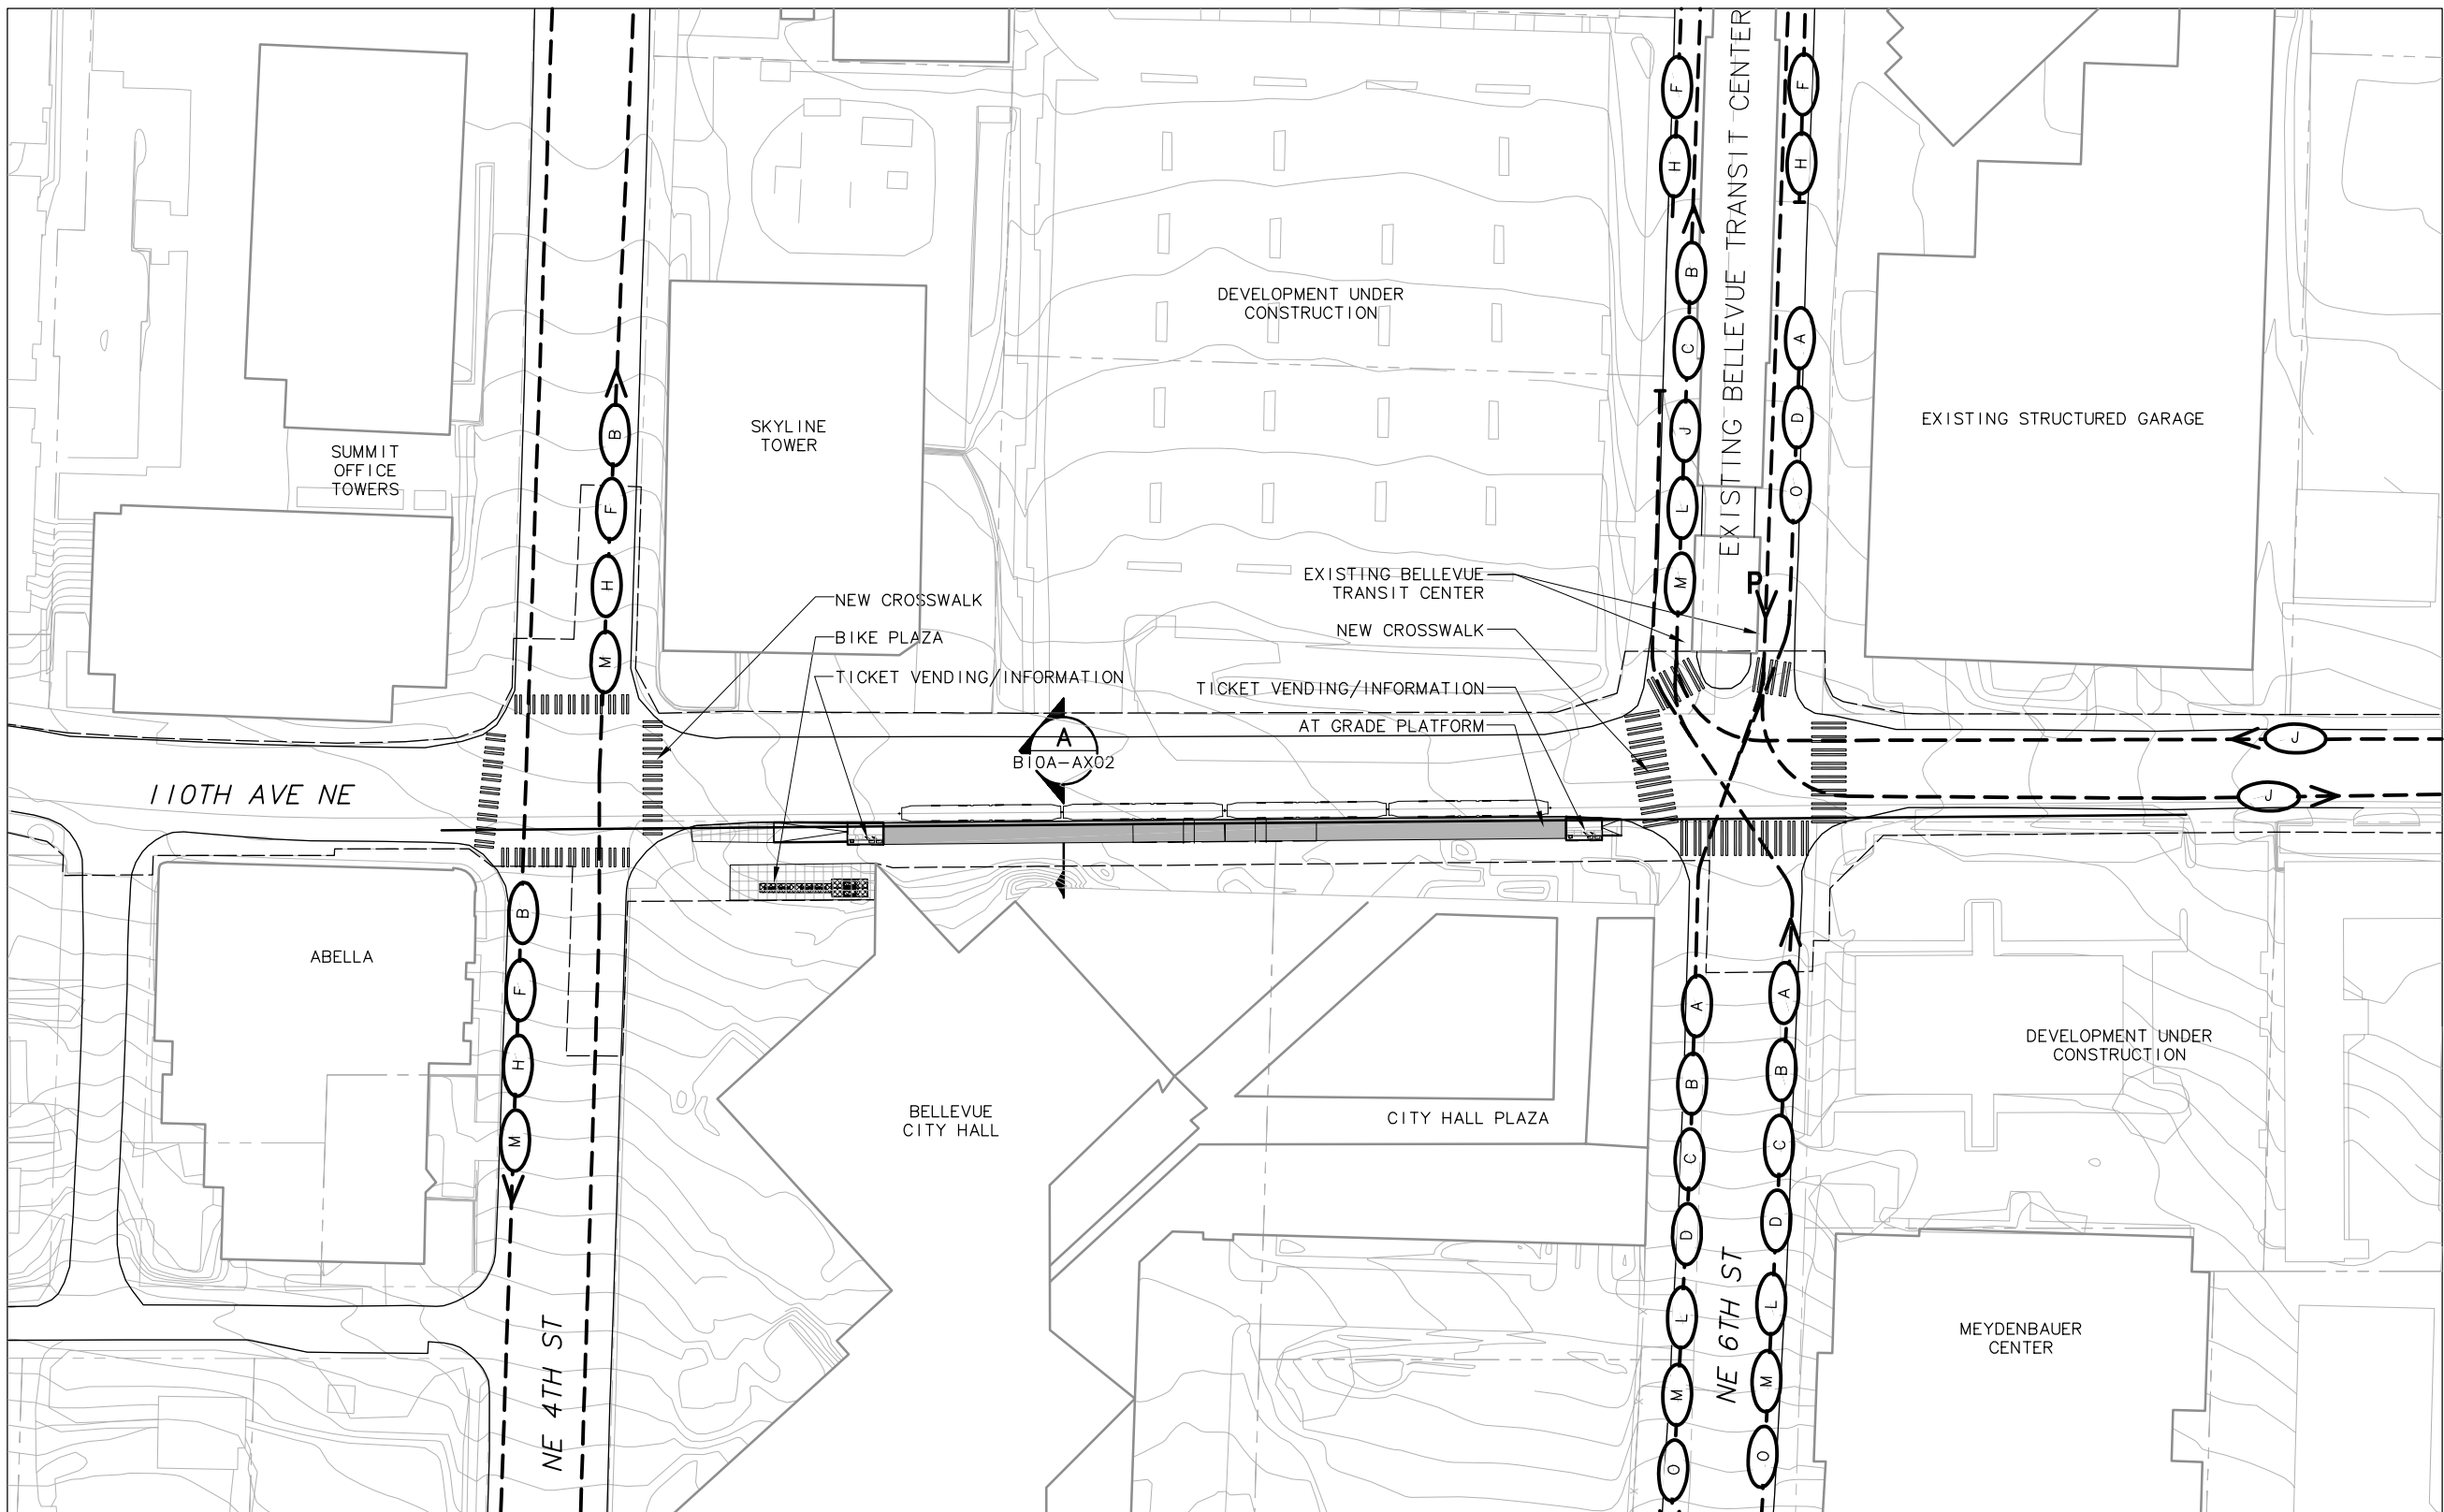 EXISTING BELLEVUE TRANSIT CENTER
F
H
B
C
J
L
M
F
H
A
D
O
P
T
SUMMIT
OFFICE
TOWERS
B
F
H
M
SKYLINE
TOWER
DEVELOPMENT UNDER
CONSTRUCTION
EXISTING STRUCTURED GARAGE
EXISTING BELLEVUE
TRANSIT CENTER
NEW CROSSWALK
BIKE PLAZA
TICKET VENDING/INFORMATION
NEW CROSSWALK
TICKET VENDING/INFORMATION
AT GRADE PLATFORM
A
B10A-AX02
J
J
110TH AVE NE
ABELLA
B
F
H
M
NE 4TH ST
BELLEVUE
CITY HALL
CITY HALL PLAZA
A
B
C
D
L
M
O
NE 6TH ST
A
B
C
D
L
M
O
DEVELOPMENT UNDER
CONSTRUCTION
MEYDENBAUER
CENTER